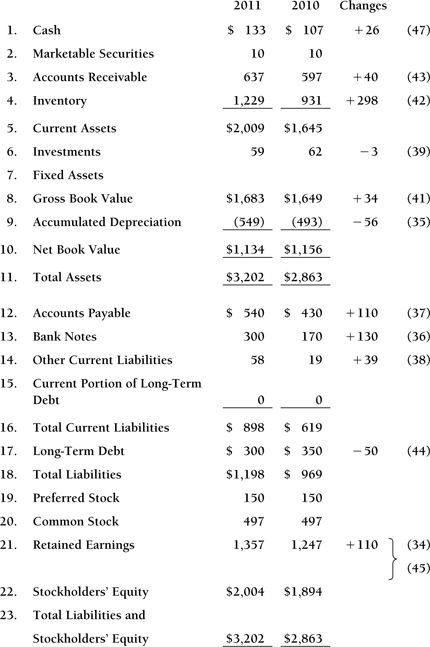 2011 2010 Changes
1. Cash $ 133 $ 107 +26 (47)
2. Marketable Securities 10 10
3. Accounts Receivable 637 597 +40 (43)
4. Inventory 1,229 931 +298 (42)
5. Current Assets $2,009 $1,645
6. Investments 59 62 −3 (39)
7. Fixed Assets
8. Gross Book Value $1,683 $1,649 +34 (41)
9. Accumulated Depreciation (549) (493) −56 (35)
10. Net Book Value $1,134 $1,156
11. Total Assets $3,202 $2,863
12. Accounts Payable $ 540 $ 430 +110 (37)
13. Bank Notes 300 170 +130 (36)
14. Other Current Liabilities 58 19 +39 (38)
15. Current Portion of Long-Term
Debt 0 0
16. Total Current Liabilities $ 898 $ 619
17. Long-Term Debt $ 300 $ 350 −50 (44)
18. Total Liabilities $1,198 $ 969
19. Preferred Stock 150 150
20. Common Stock 497 497
21. Retained Earnings 1,357 1,247 +110 (34)
(45)
22. Stockholders' Equity $2,004 $1,894
23. Total Liabilities and
Stockholders' Equity $3,202 $2,863